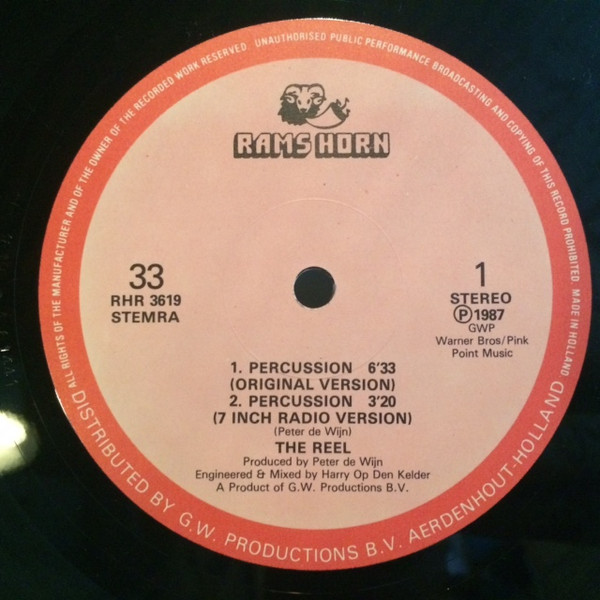 ALL RIGHTS OF THE MANUFACTURER AND OF THE OWNER OF THE RECORDED WORK RESERVED. UNAUTHORISED PUBLIC PERFORMANCE BROADCASTING AND COPYING OF THIS RECORD PROHIBITED. MADE IN HOLLAND
RAMS HORN
33
RHR 3619
STEMRA
1
STEREO
Ⓟ1987
GWP
Warner Bros/Pink
Point Music
1. PERCUSSION 6'33
(ORIGINAL VERSION)
2. PERCUSSION 3'20
(7 INCH RADIO VERSION)
(Peter de Wijn)
THE REEL
Produced by Peter de Wijn
Engineered & Mixed by Harry Op Den Kelder
A Product of G.W. Productions B.V.
DISTRIBUTED BY G.W. PRODUCTIONS B.V. AERDENHOUT-HOLLAND